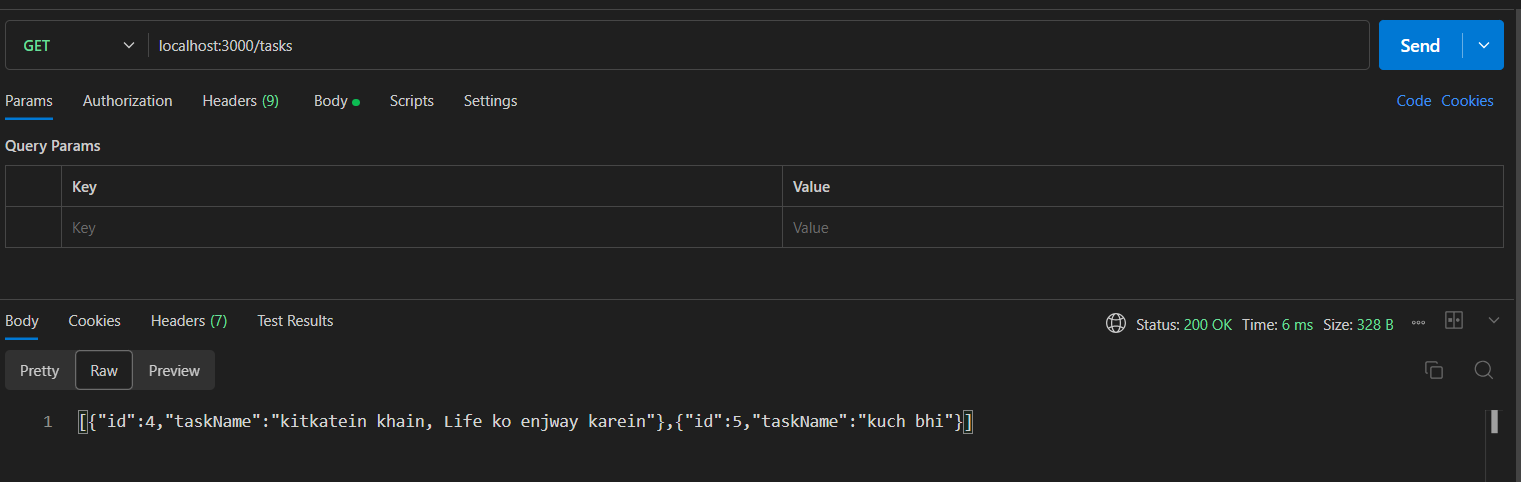 GET localhost:3000/tasks Send
Params Authorization Headers (9) Body Scripts Settings Code Cookies
Query Params
Key Value
Key Value
Body Cookies Headers (7) Test Results Status: 200 OK Time: 6 ms Size: 328 B
Pretty Raw Preview
1 [{"id":4,"taskName":"kitkatein khain, Life ko enjway karein"},{"id":5,"taskName":"kuch bhi"}]